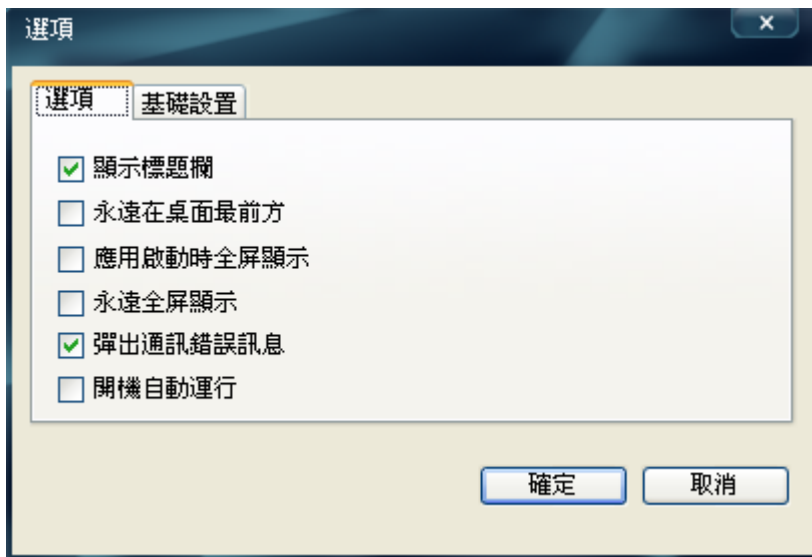 選項
選項 基礎設置
顯示標題欄
永遠在桌面最前方
應用啟動時全屏顯示
永遠全屏顯示
彈出通訊錯誤訊息
開機自動運行
確定 取消